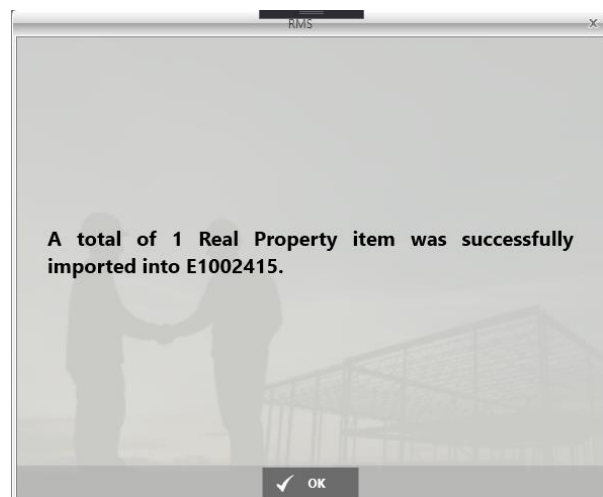 RMS
A total of 1 Real Property item was successfully
imported into E1002415.
OK